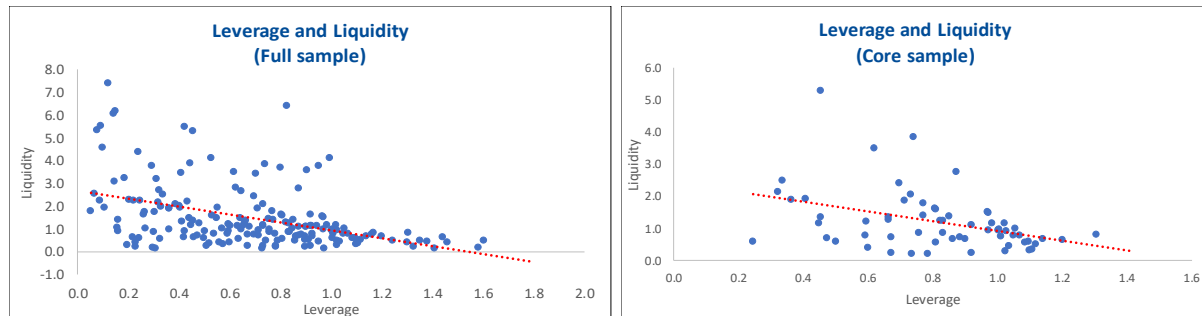 Leverage and Liquidity
(Full sample)
8.0
7.0
6.0
5.0
4.0
3.0
2.0
1.0
0.0
-1.0
Liquidity
0.0 0.2 0.4 0.6 0.8 1.0 1.2 1.4 1.6 1.8 2.0
Leverage
Leverage and Liquidity
(Core sample)
6.0
5.0
4.0
3.0
2.0
1.0
0.0
Liquidity
0.0 0.2 0.4 0.6 0.8 1.0 1.2 1.4 1.6
Leverage